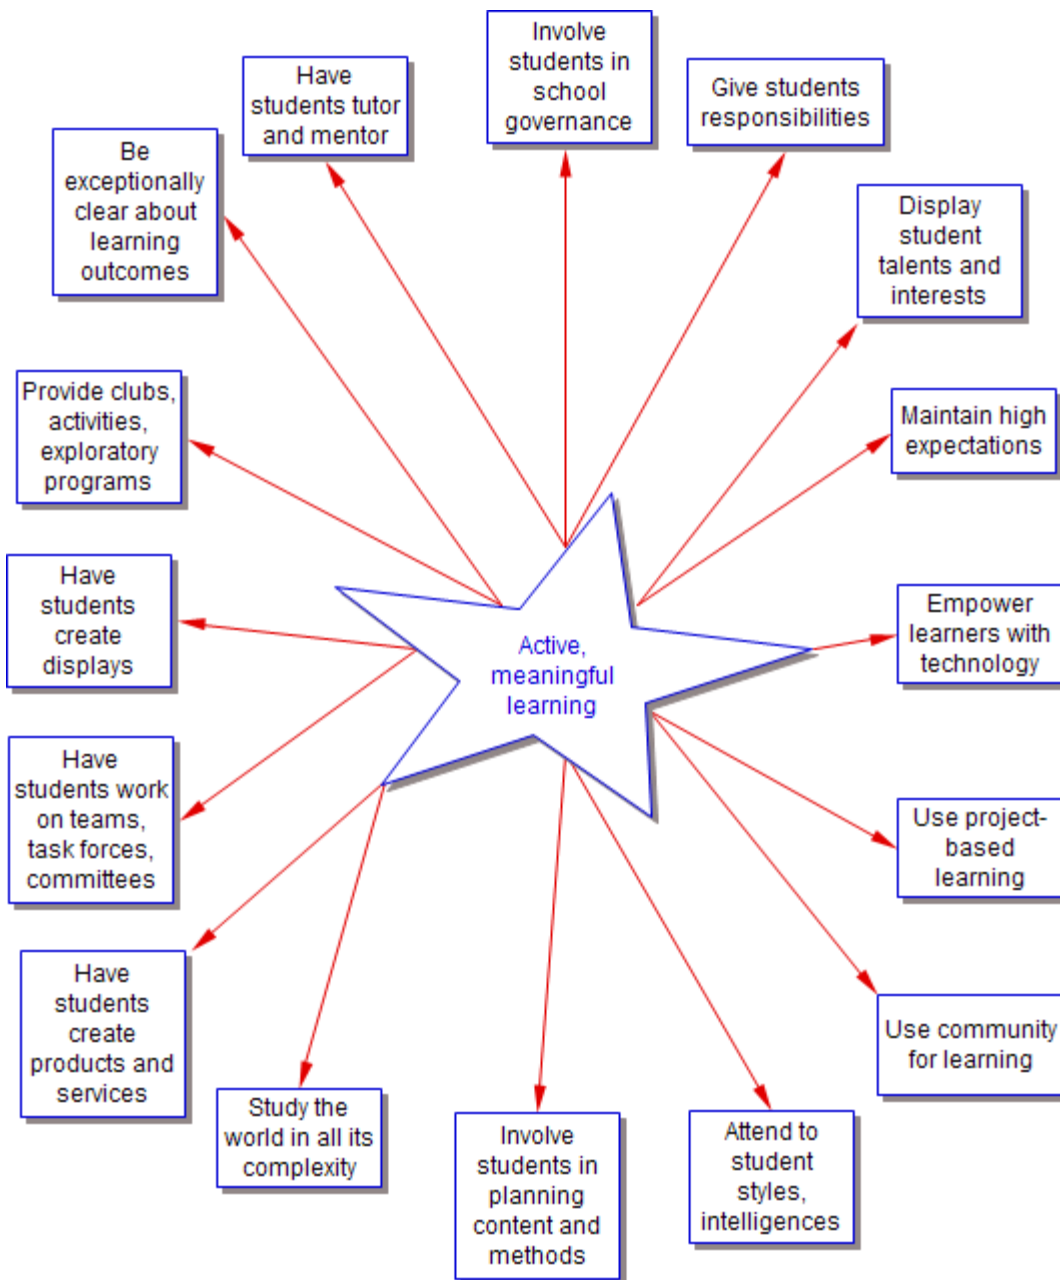 Involve
students in
school
governance
Have
students tutor
and mentor
Give students
responsibilities
Be
exceptionally
clear about
learning
outcomes
Display
student
talents and
interests
Provide clubs,
activities,
exploratory
programs
Maintain high
expectations
Have
students
create
displays
Active,
meaningful
learning
Empower
learners with
technology
Have
students work
on teams,
task forces,
committees
Use project-
based
learning
Have
students
create
products and
services
Use community
for learning
Study the
world in all its
complexity
Involve
students in
planning
content and
methods
Attend to
student
styles,
intelligences